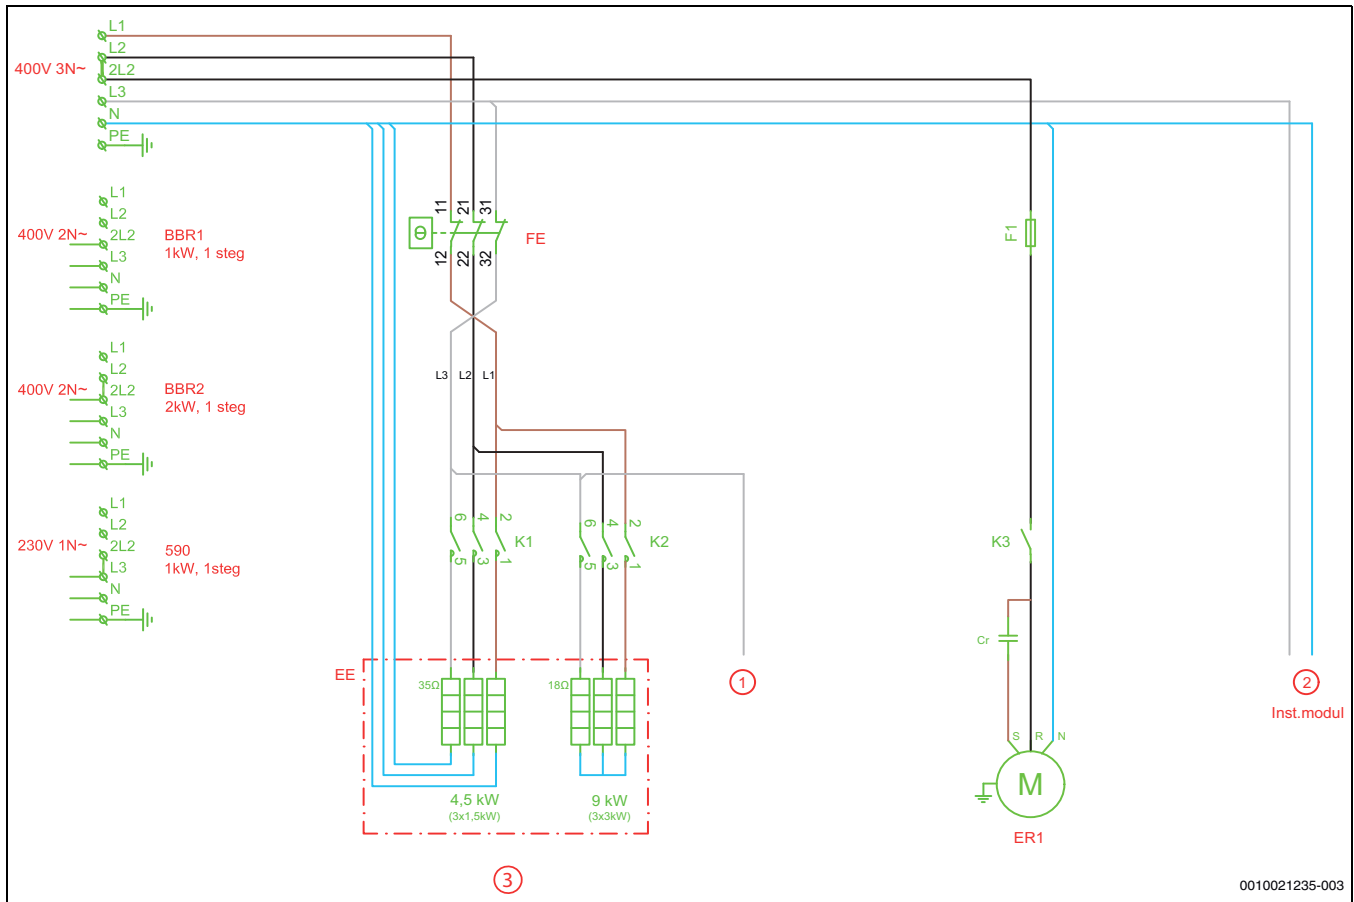 L1
L2
400V 3N~
2L2
L3
N
PE
L1
L2
400V 2N~
2L2
L3
N
PE
BBR1
1kW, 1 steg
L1
L2
400V 2N~
2L2
L3
N
PE
BBR2
2kW, 1 steg
L1
L2
230V 1N~
2L2
L3
N
PE
590
1kW, 1steg
11
21
31
Θ
FE
12
22
32
L3
L2
L1
6
4
2
K1
5
3
1
6
4
2
K2
5
3
1
EE
35Ω
18Ω
4,5 kW
(3x1,5kW)
9 kW
(3x3kW)
1
3
F1
K3
Cr
S
R
N
M
ER1
2
Inst.modul
0010021235-003